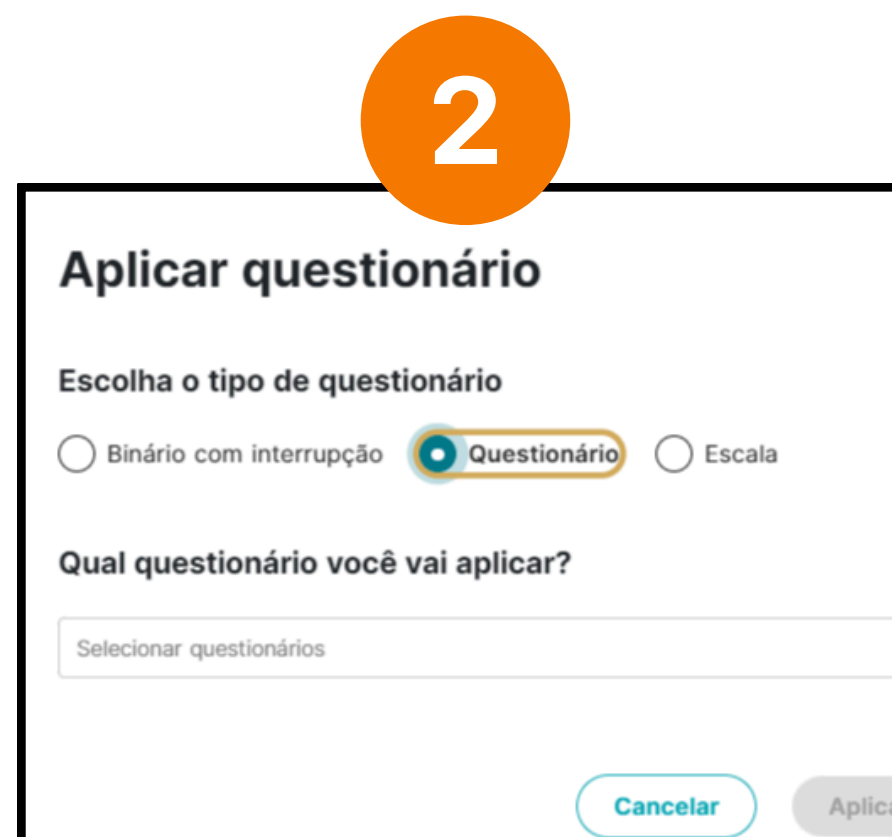 2
Aplicar questionário
Escolha o tipo de questionário
Binário com interrupção Questionário Escala
Qual questionário você vai aplicar?
Selecionar questionários
Cancelar